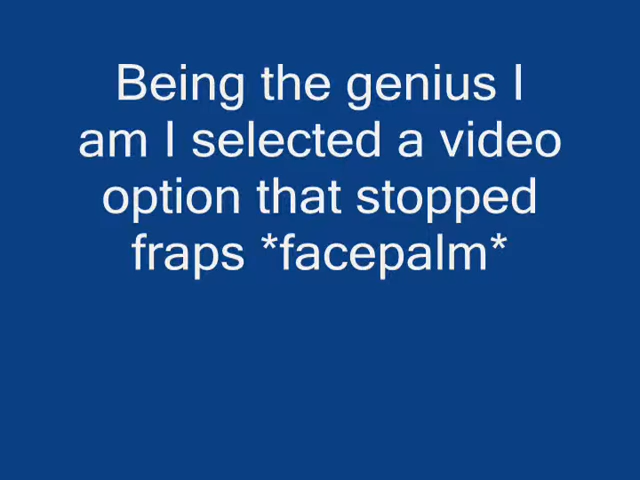 Being the genius I
am I selected a video
option that stopped
fraps *facepalm*